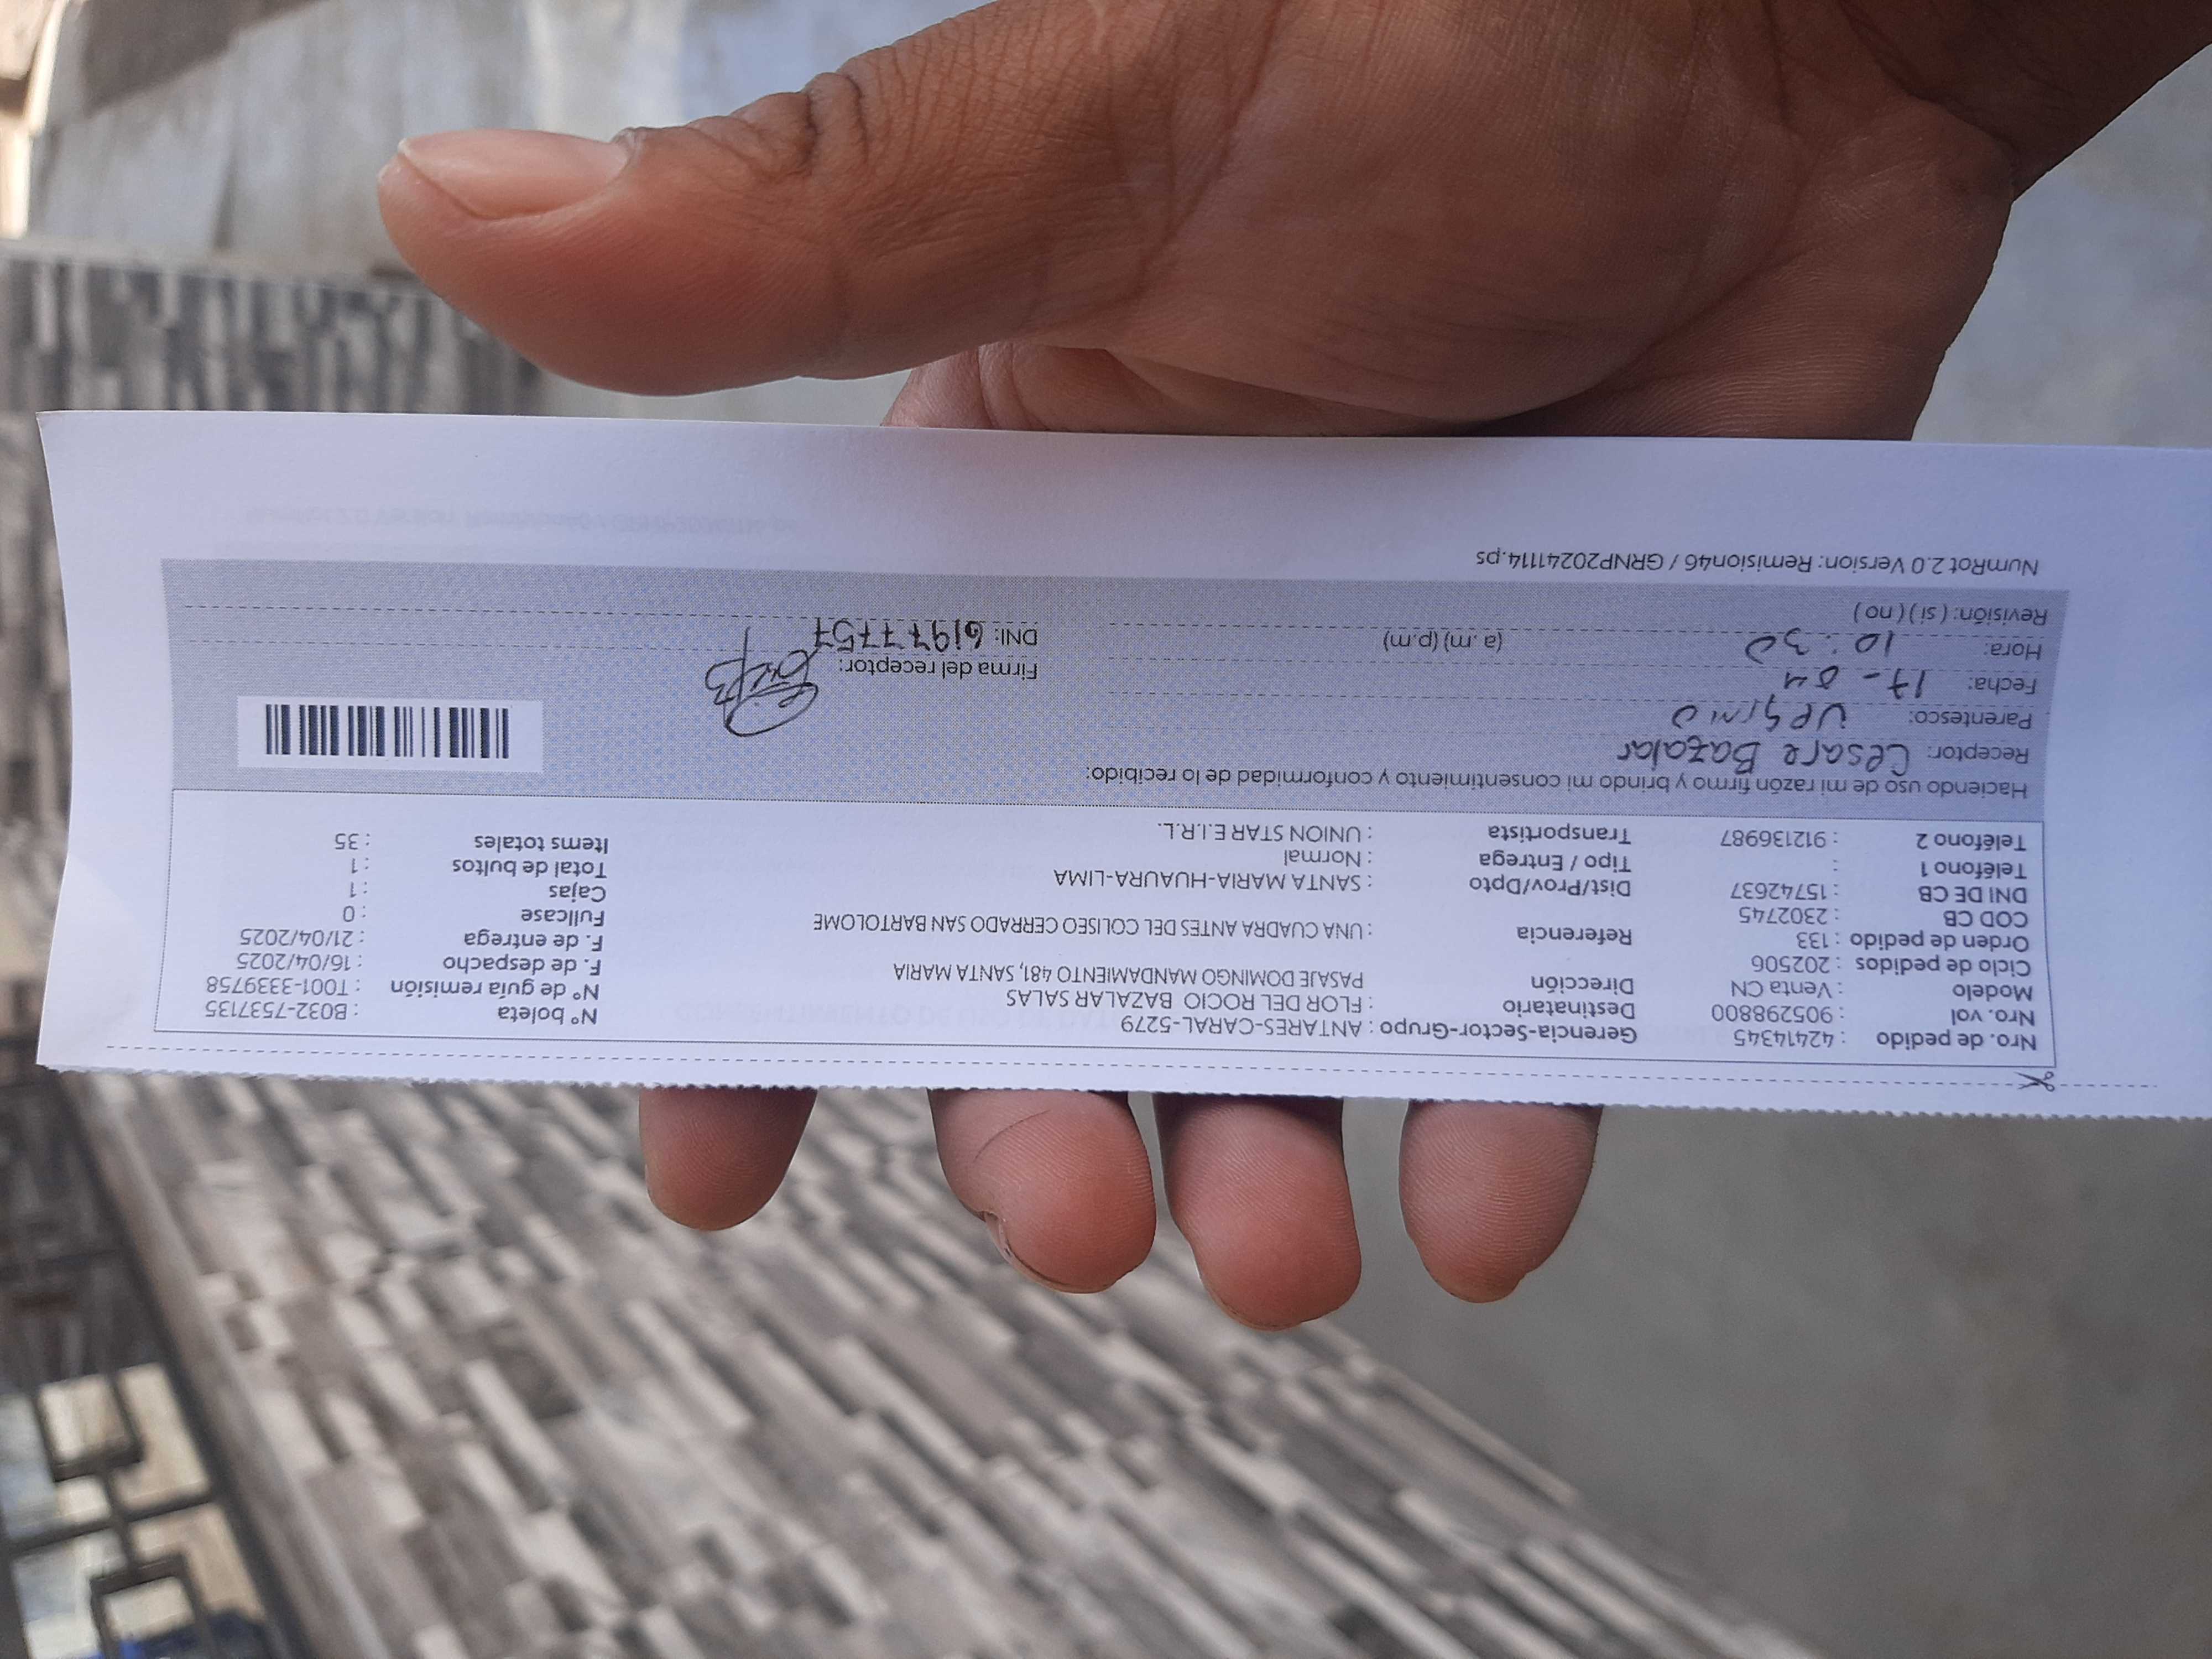 Nro. de pedido : 42414345 Gerencia-Sector-Grupo : ANTARES-CARAL-5279 N° boleta : B032-7537135
Nro. vol : 905298800 Destinatario : FLOR DEL ROCIO BAZALAR SALAS N° de guía remisión : T001-3339758
Modelo : Venta CN Dirección PASAJE DOMINGO MANDAMIENTO 481, SANTA MARIA F. de despacho : 16/04/2025
Ciclo de pedidos : 202506 F. de entrega : 21/04/2025
Orden de pedido : 133 Referencia : UNA CUADRA ANTES DEL COLISEO CERRADO SAN BARTOLOME Fullcase : 0
COD CB : 2302745 Cajas : 1
DNI DE CB : 15742637 Dist/Prov/Dpto : SANTA MARIA-HUAURA-LIMA Total de bultos : 1
Teléfono 1 : Tipo / Entrega : Normal Items totales : 35
Teléfono 2 : 912136987 Transportista : UNION STAR E.I.R.L.
Haciendo uso de mi razón firmo y brindo mi consentimiento y conformidad de lo recibido:
Receptor: Cesare Bazalar
Parentesco:
Fecha: 17-04 Firma del receptor:
Hora: 10:30 (a.m) (p.m) DNI: 61977757
Revisión: ( si ) ( no )
NumRot 2.0 Version: Remision46 / GRNP20241114.ps